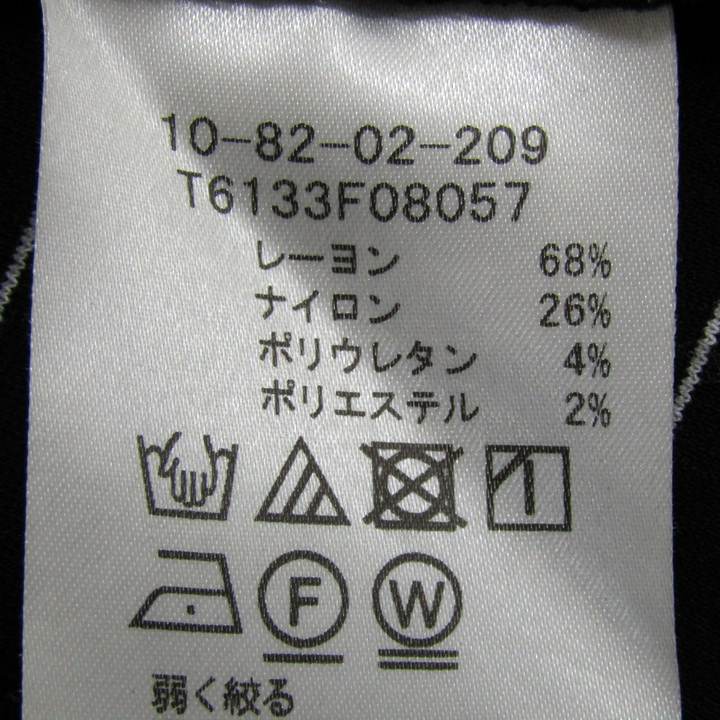 10-82-02-209
T6133F08057
レーヨン 68%
ナイロン 26%
ポリウレタン 4%
ポリエステル 2%
F W
弱く絞る